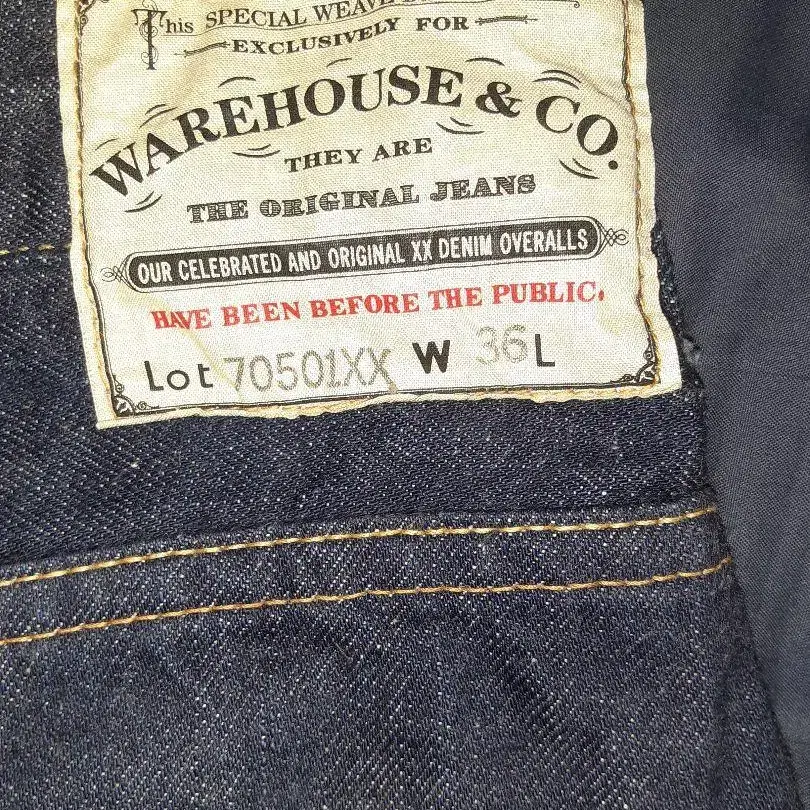 This SPECIAL WEAVE
EXCLUSIVELY FOR
WAREHOUSE & CO.
THEY ARE
THE ORIGINAL JEANS
OUR CELEBRATED AND ORIGINAL XX DENIM OVERALLS
HAVE BEEN BEFORE THE PUBLIC.
Lot 70501XX W 36 L